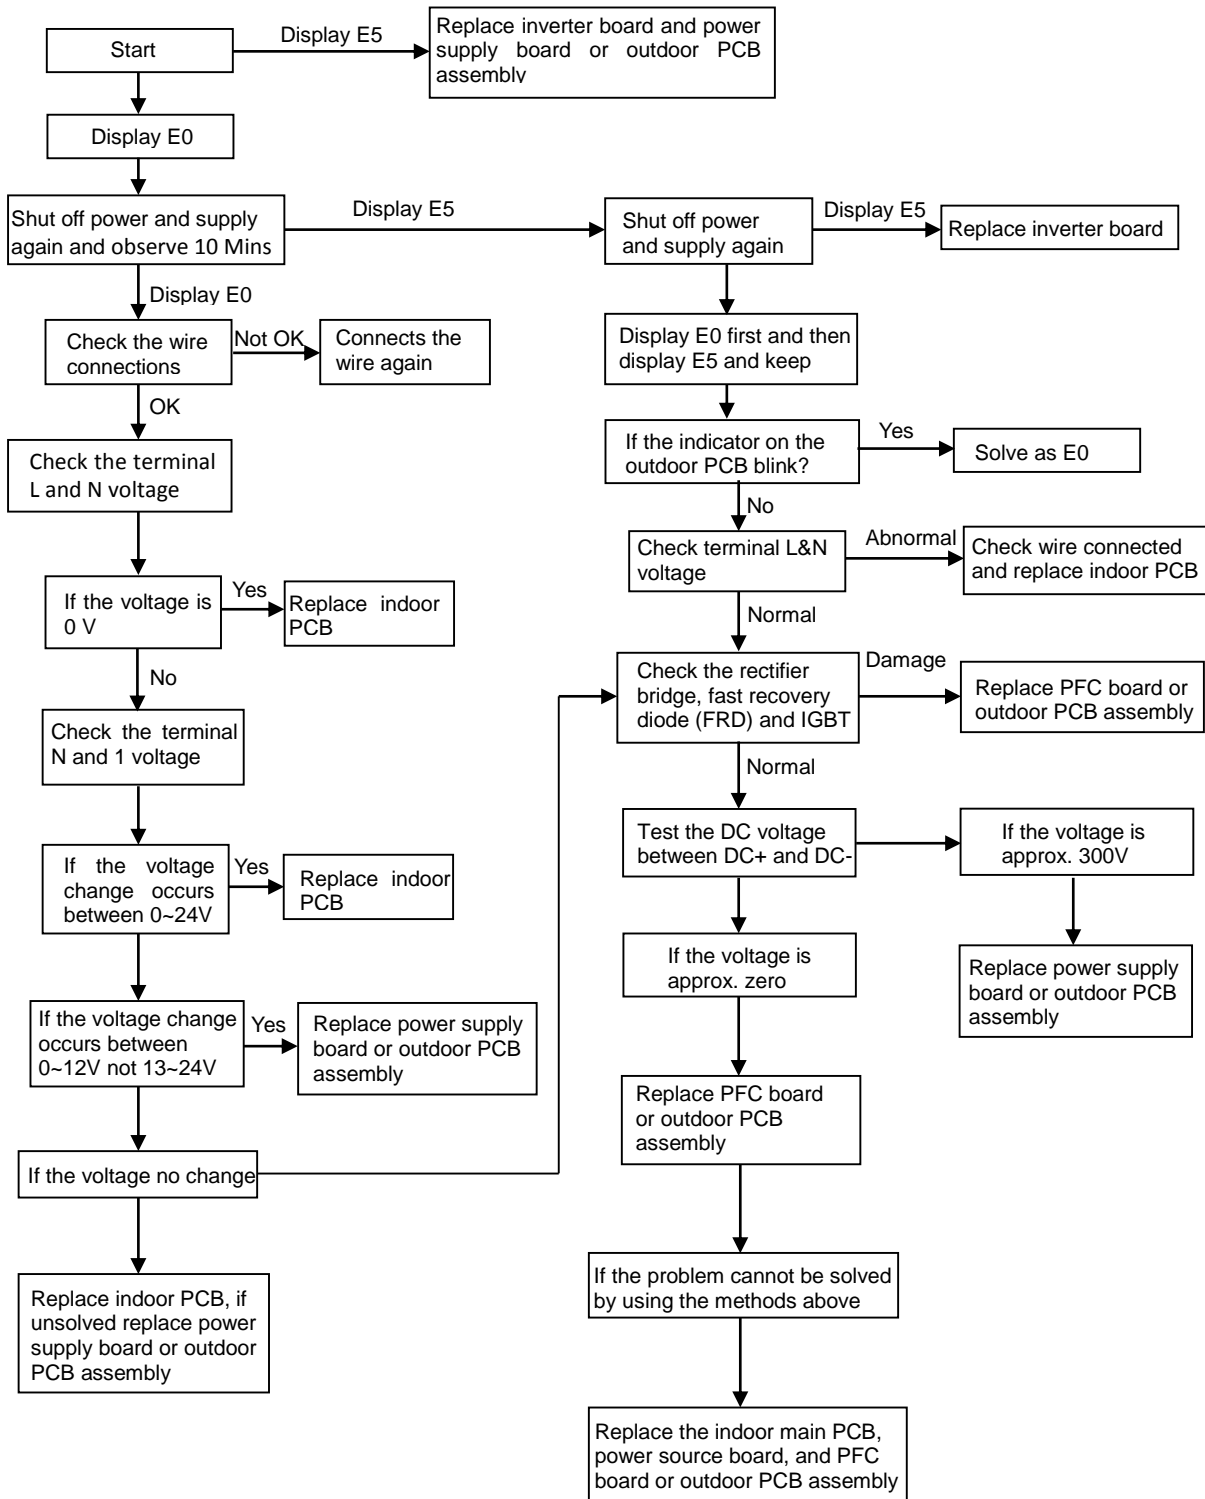 Start
Display E5
Replace inverter board and power
supply board or outdoor PCB
assembly
Display E0
Shut off power and supply
again and observe 10 Mins
Display E5
Shut off power
and supply again
Display E5
Replace inverter board
Display E0
Check the wire
connections
Not OK
Connects the
wire again
OK
Display E0 first and then
display E5 and keep
Check the terminal
L and N voltage
If the indicator on the
outdoor PCB blink?
Yes
Solve as E0
No
Check terminal L&N
voltage
Abnormal
Check wire connected
and replace indoor PCB
If the voltage is
0 V
Yes
Replace indoor
PCB
Normal
No
Check the rectifier
bridge, fast recovery
diode (FRD) and IGBT
Damage
Replace PFC board or
outdoor PCB assembly
Check the terminal
N and 1 voltage
Normal
Test the DC voltage
between DC+ and DC-
If the voltage is
approx. 300V
If the voltage
change occurs
between 0~24V
Yes
Replace indoor
PCB
If the voltage is
approx. zero
Replace power supply
board or outdoor PCB
assembly
If the voltage change
occurs between
0~12V not 13~24V
Yes
Replace power supply
board or outdoor PCB
assembly
Replace PFC board
or outdoor PCB
assembly
If the voltage no change
If the problem cannot be solved
by using the methods above
Replace indoor PCB, if
unsolved replace power
supply board or outdoor
PCB assembly
Replace the indoor main PCB,
power source board, and PFC
board or outdoor PCB assembly